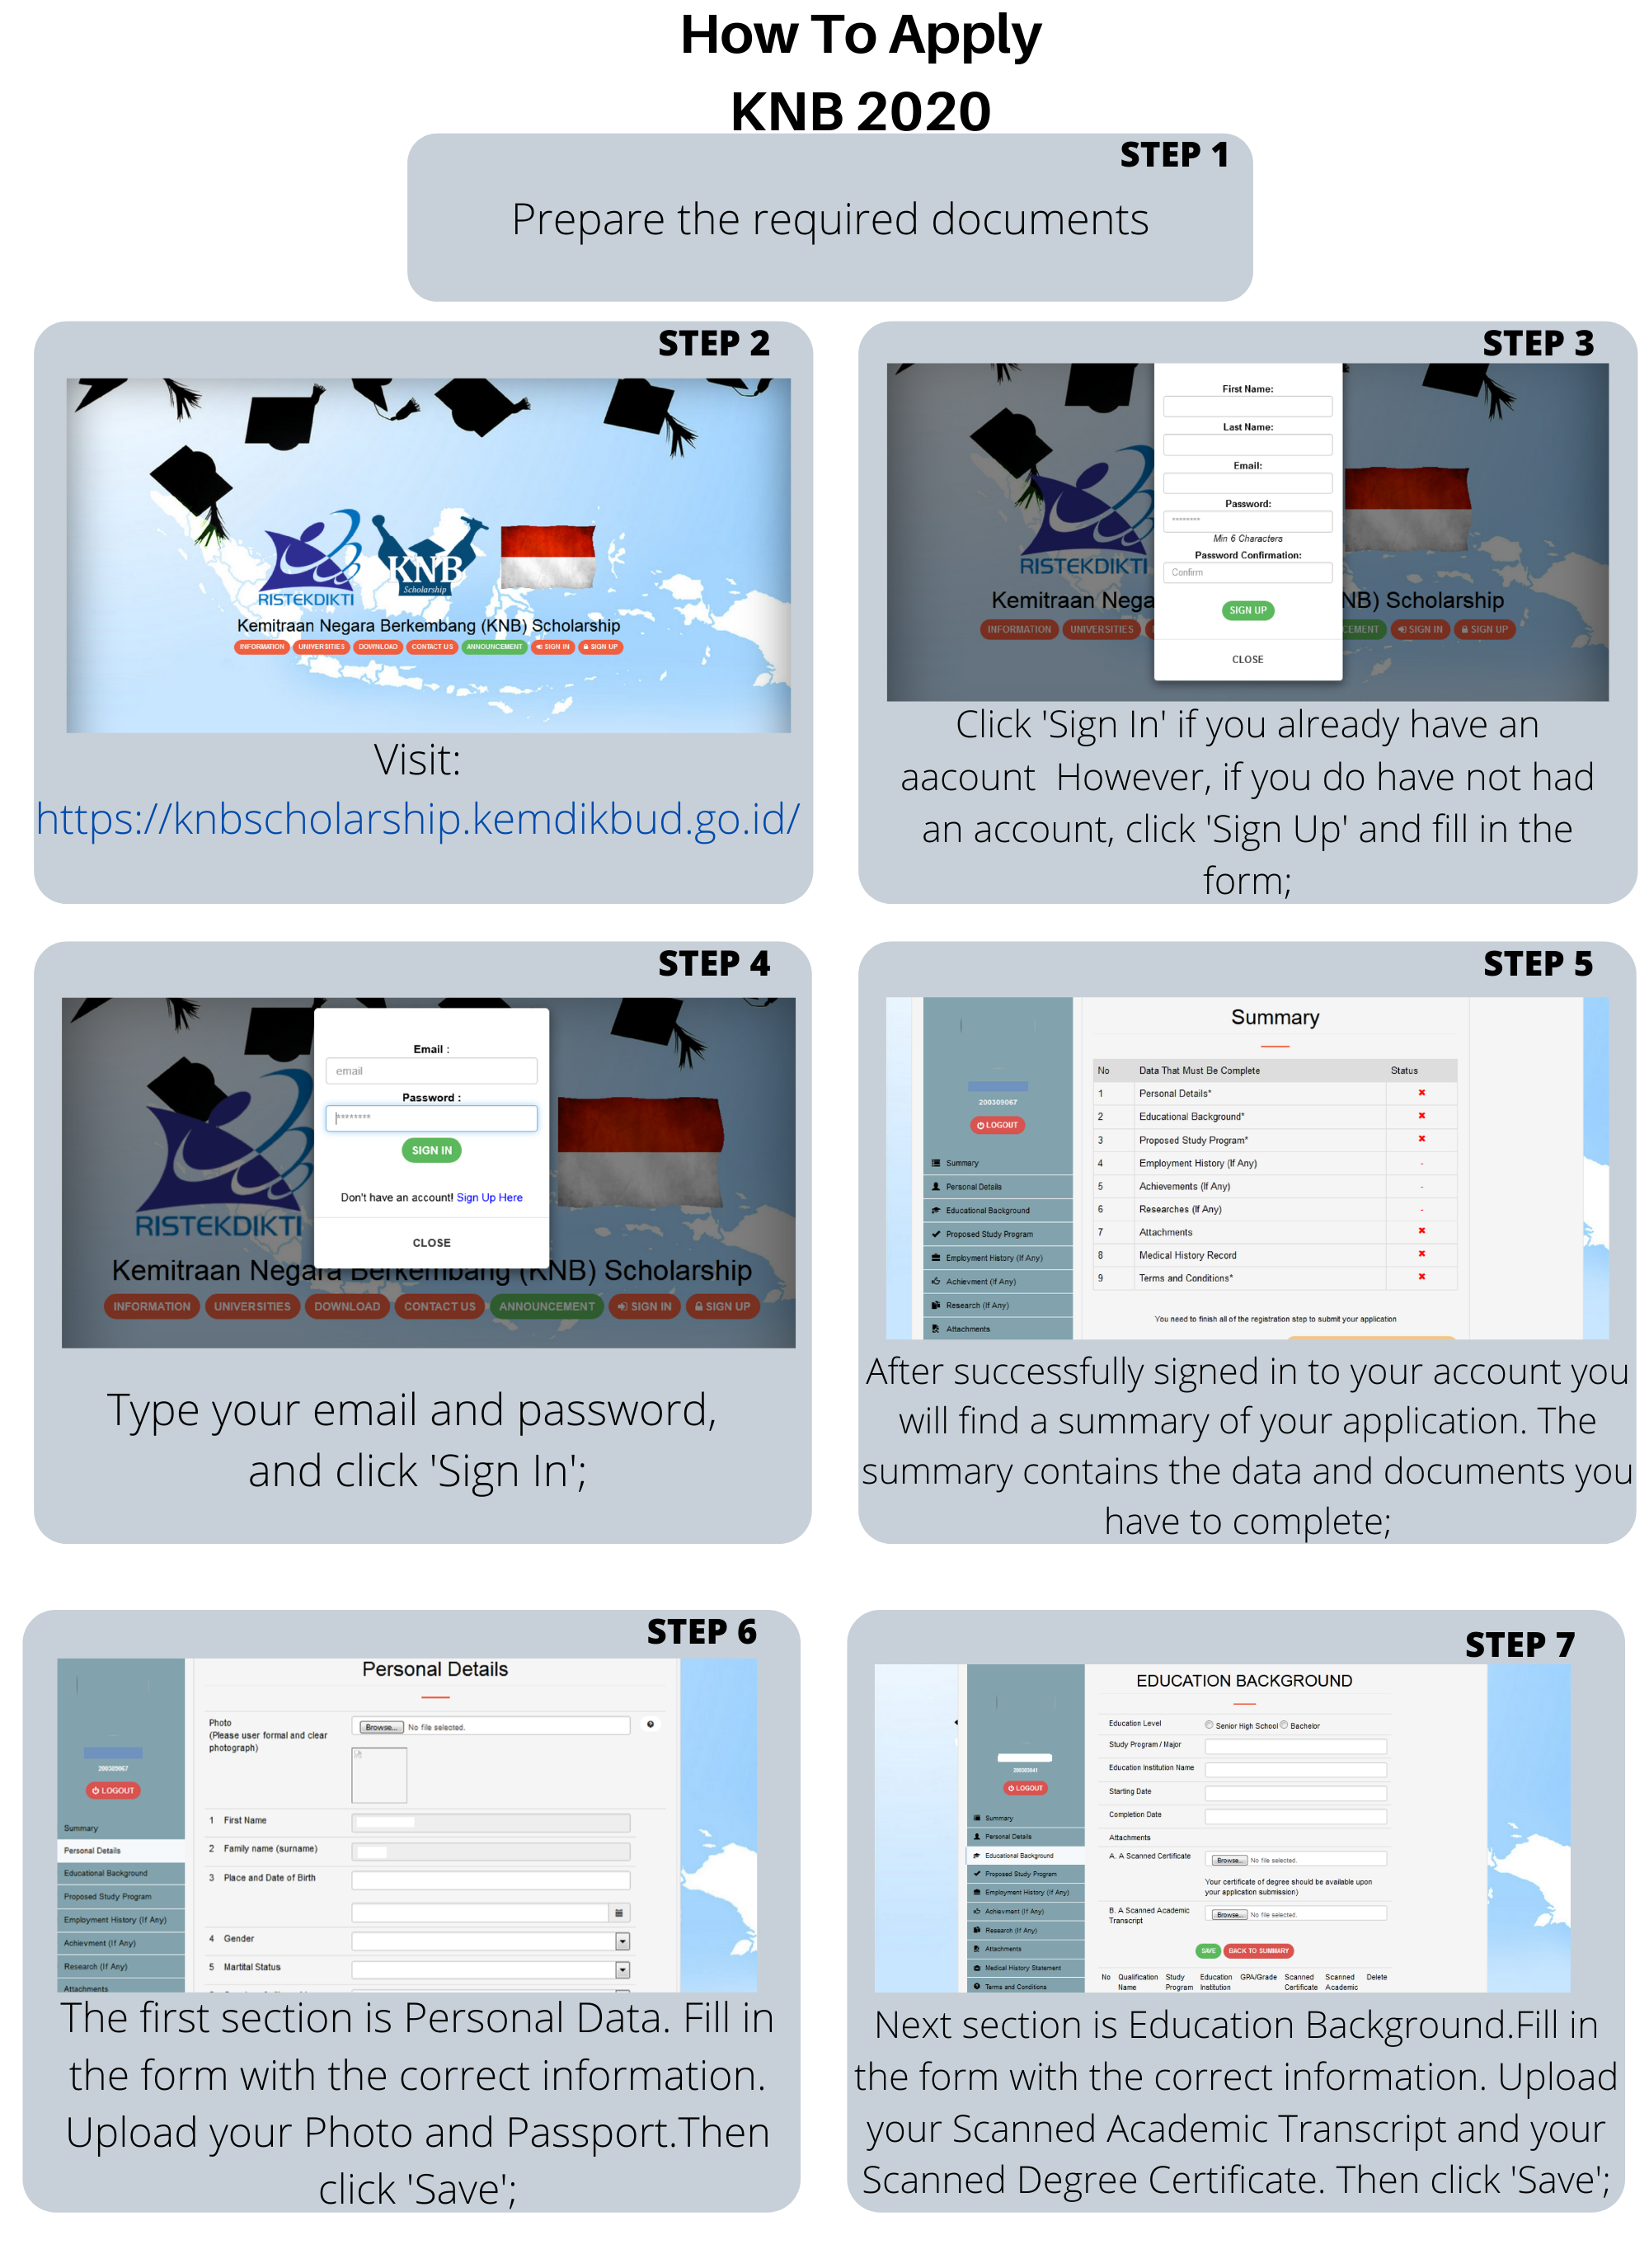 How To Apply
KNB 2020
STEP 1
Prepare the required documents
STEP 2
RISTEKDIKTI
KNB
Scholarship
Kemitraan Negara Berkembang (KNB) Scholarship
INFORMATION UNIVERSITIES DOWNLOAD CONTACT US ANNOUNCEMENT SIGN IN SIGN UP
Visit:
https://knbscholarship.kemdikbud.go.id/
STEP 3
First Name:
Last Name:
Email:
Password:
********
Min 6 Characters
Password Confirmation:
Confirm
SIGN UP
CLOSE
RISTEKDIKTI
Kemitraan Nega NB) Scholarship
INFORMATION UNIVERSITIES CEMENT SIGN IN SIGN UP
Click 'Sign In' if you already have an
aacount However, if you do have not had
an account, click 'Sign Up' and fill in the
form;
STEP 4
Email :
email
Password :
********
SIGN IN
Don't have an account! Sign Up Here
CLOSE
RISTEKDIKTI
Kemitraan Negara Berkembang (KNB) Scholarship
INFORMATION UNIVERSITIES DOWNLOAD CONTACT US ANNOUNCEMENT SIGN IN SIGN UP
Type your email and password,
and click 'Sign In';
STEP 5
200309067
LOGOUT
Summary
Personal Details
Educational Background
Proposed Study Program
Employment History (If Any)
Achievment (If Any)
Research (If Any)
Attachments
Summary
No Data That Must Be Complete Status
1 Personal Details*
2 Educational Background*
3 Proposed Study Program*
4 Employment History (If Any) -
5 Achievements (If Any) -
6 Researches (If Any) -
7 Attachments
8 Medical History Record
9 Terms and Conditions*
You need to finish all of the registration step to submit your application
After successfully signed in to your account you
will find a summary of your application. The
summary contains the data and documents you
have to complete;
STEP 6
200309067
LOGOUT
Summary
Personal Details
Educational Background
Proposed Study Program
Employment History (If Any)
Achievment (If Any)
Research (If Any)
Attachments
Personal Details
Photo
(Please user formal and clear
photograph)
Browse... No file selected.
1 First Name
2 Family name (surname)
3 Place and Date of Birth
4 Gender
5 Martital Status
The first section is Personal Data. Fill in
the form with the correct information.
Upload your Photo and Passport.Then
click 'Save';
STEP 7
LOGOUT
Summary
Personal Details
Educational Background
Proposed Study Program
Employment History (If Any)
Achievment (If Any)
Research (If Any)
Attachments
Medical History Statement
Terms and Conditions
EDUCATION BACKGROUND
Education Level Senior High School Bachelor
Study Program / Major
Education Institution Name
Starting Date
Completion Date
Attachments
A. A Scanned Certificate Browse... No file selected.
Your certificate of degree should be available upon
your application submission)
B. A Scanned Academic Browse... No file selected.
Transcript
SAVE BACK TO SUMMARY
No Qualification Study Education GPA/Grade Scanned Scanned Delete
Name Program Institution Certificate Academic
Next section is Education Background.Fill in
the form with the correct information. Upload
your Scanned Academic Transcript and your
Scanned Degree Certificate. Then click 'Save';